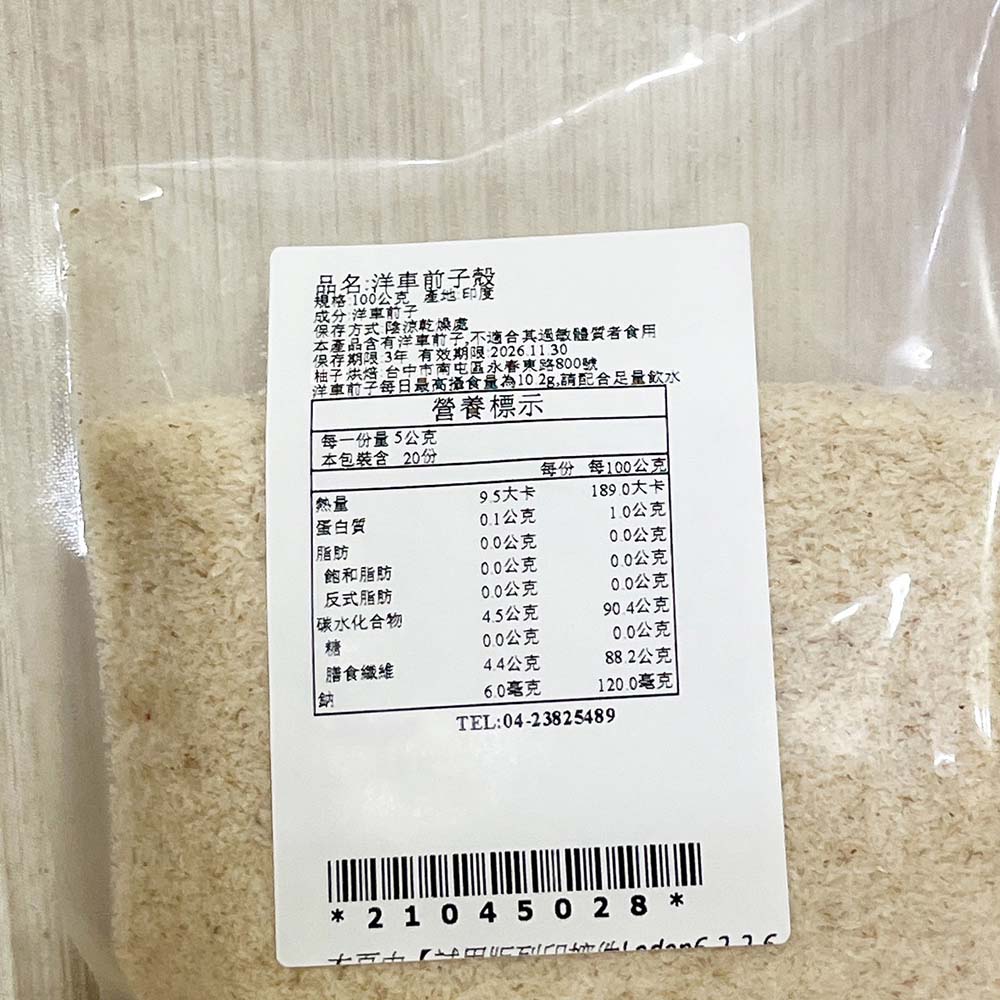 品名:洋車前子殼
規格:100公克 產地:印度
成分:洋車前子
保存方式:陰涼乾燥處
本產品含有洋車前子,不適合其過敏體質者食用
保存期限:3年 有效期限:2026.11.30
柚子烘焙:台中市南屯區永春東路800號
洋車前子每日最高攝食量為10.2g,請配合足量飲水
營養標示
每一份量 5公克
本包裝含 20份
每份 每100公克
熱量 9.5大卡 189.0大卡
蛋白質 0.1公克 1.0公克
脂肪 0.0公克 0.0公克
飽和脂肪 0.0公克 0.0公克
反式脂肪 0.0公克 0.0公克
碳水化合物 4.5公克 90.4公克
糖 0.0公克 0.0公克
膳食纖維 4.4公克 88.2公克
鈉 6.0毫克 120.0毫克
TEL:04-23825489
*21045028*